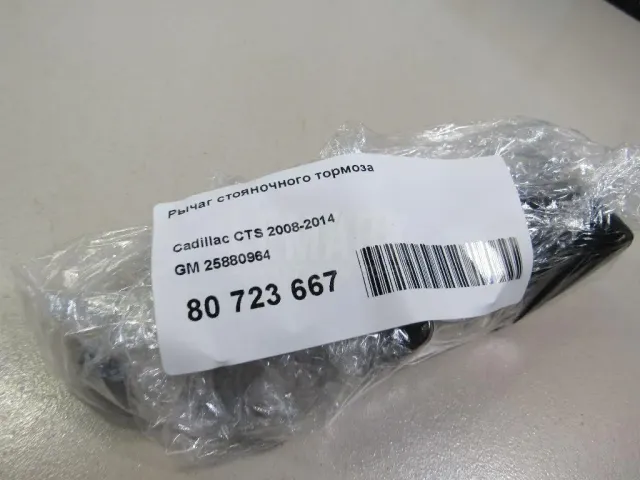 Рычаг стояночного тормоза
Cadillac CTS 2008-2014
GM 25880964
80 723 667